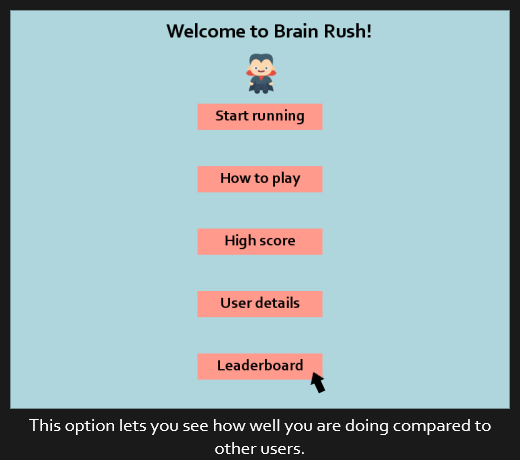 Welcome to Brain Rush!
Start running
How to play
High score
User details
Leaderboard
This option lets you see how well you are doing compared to
other users.